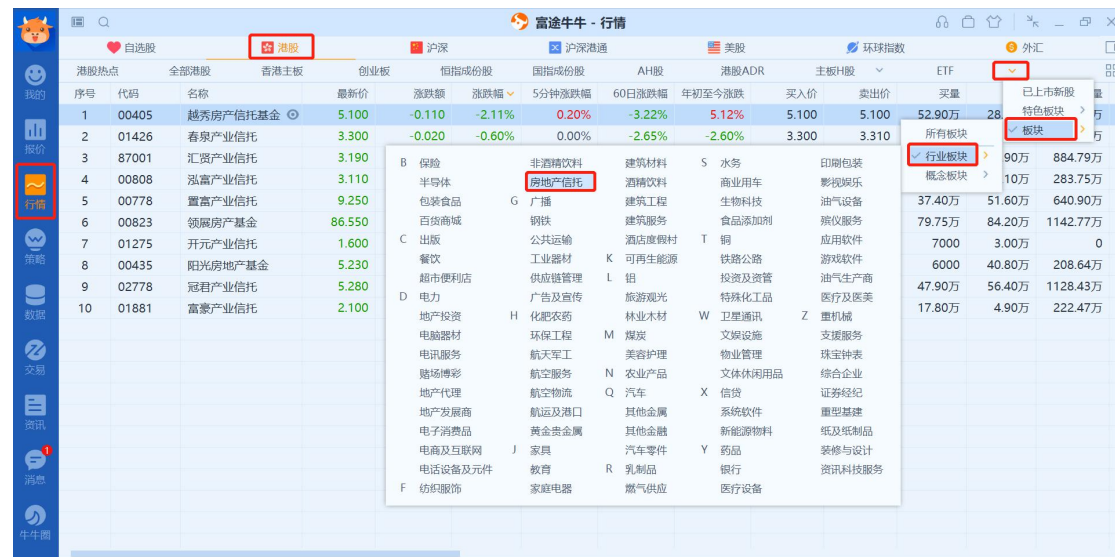 富途牛牛 - 行情
自选股 港股 沪深 沪深港通 美股 环球指数 外汇
港股热点 全部港股 香港主板 创业板 恒指成份股 国指成份股 AH股 港股ADR 主板H股 ETF
序号 代码 名称 最新价 涨跌额 涨跌幅 5分钟涨跌幅 60日涨跌幅 年初至今涨跌 买入价 卖出价 买量
1 00405 越秀房产信托基金 5.100 -0.110 -2.11% 0.20% -3.22% 5.12% 5.100 5.100 52.90万 28
2 01426 春泉产业信托 3.300 -0.020 -0.60% 0.00% -2.65% -2.60% 3.300 3.310
3 87001 汇贤产业信托 3.190 90万 884.79万
4 00808 泓富产业信托 3.110 10万 283.75万
5 00778 置富产业信托 9.250 37.40万 51.60万 640.90万
6 00823 领展房产基金 86.550 79.75万 84.20万 1142.77万
7 01275 开元产业信托 1.600 7000 3.00万 0
8 00435 阳光房地产基金 5.230 6000 40.80万 208.64万
9 02778 冠君产业信托 5.280 47.90万 56.40万 1128.43万
10 01881 富豪产业信托 2.100 17.80万 4.90万 222.47万
已上市新股
特色板块
板块
所有板块
行业板块
概念板块
B 保险 非酒精饮料 建筑材料 S 水务 印刷包装
半导体 房地产信托 酒精饮料 商业用车 影视娱乐
包装食品 G 广播 建筑工程 生物科技 油气设备
百货商城 钢铁 建筑服务 食品添加剂 殡仪服务
C 出版 公共运输 酒店度假村 T 铜 应用软件
餐饮 工业器材 K 可再生能源 铁路公路 游戏软件
超市便利店 供应链管理 L 铝 投资及资管 油气生产商
D 电力 广告及宣传 旅游观光 特殊化工品 医疗及医美
地产投资 H 化肥农药 林业木材 W 卫星通讯 Z 重机械
电脑器材 环保工程 M 煤炭 文娱设施 支援服务
电讯服务 航天军工 美容护理 物业管理 珠宝钟表
赌场博彩 航空服务 N 农业产品 文体休闲用品 综合企业
地产代理 航空物流 Q 汽车 X 信贷 证券经纪
地产发展商 航运及港口 其他金属 系统软件 重型基建
电子消费品 黄金贵金属 其他金融 新能源物料 纸及纸制品
电商及互联网 J 家具 汽车零件 Y 药品 装修与设计
电话设备及元件 教育 R 乳制品 银行 资讯科技服务
F 纺织服饰 家庭电器 燃气供应 医疗设备
我的
报价
行情
策略
数据
交易
资讯
1
消息
牛牛圈